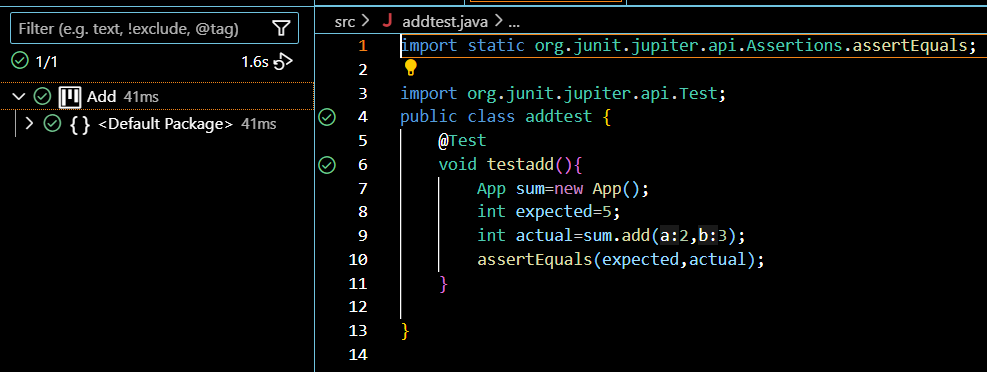 Filter (e.g. text, !exclude, @tag)
1/1 1.6s
Add 41ms
{} <Default Package> 41ms
src > J addtest.java > ...
1 import static org.junit.jupiter.api.Assertions.assertEquals;
2
3 import org.junit.jupiter.api.Test;
4 public class addtest {
5 @Test
6 void testadd(){
7 App sum=new App();
8 int expected=5;
9 int actual=sum.add(a:2,b:3);
10 assertEquals(expected,actual);
11 }
12
13 }
14